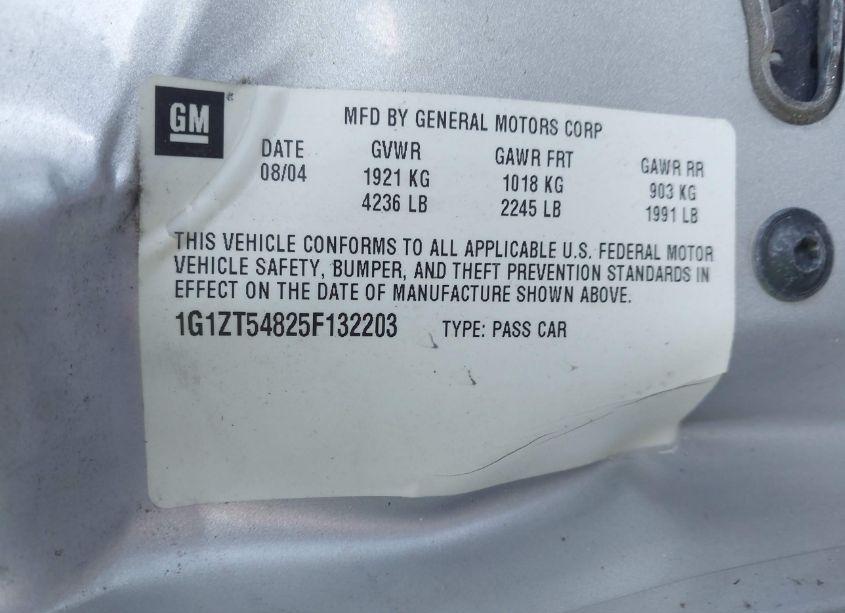 GM
MFD BY GENERAL MOTORS CORP
DATE GVWR GAWR FRT GAWR RR
08/04 1921 KG 1018 KG 903 KG
4236 LB 2245 LB 1991 LB
THIS VEHICLE CONFORMS TO ALL APPLICABLE U.S. FEDERAL MOTOR
VEHICLE SAFETY, BUMPER, AND THEFT PREVENTION STANDARDS IN
EFFECT ON THE DATE OF MANUFACTURE SHOWN ABOVE.
1G1ZT54825F132203 TYPE: PASS CAR